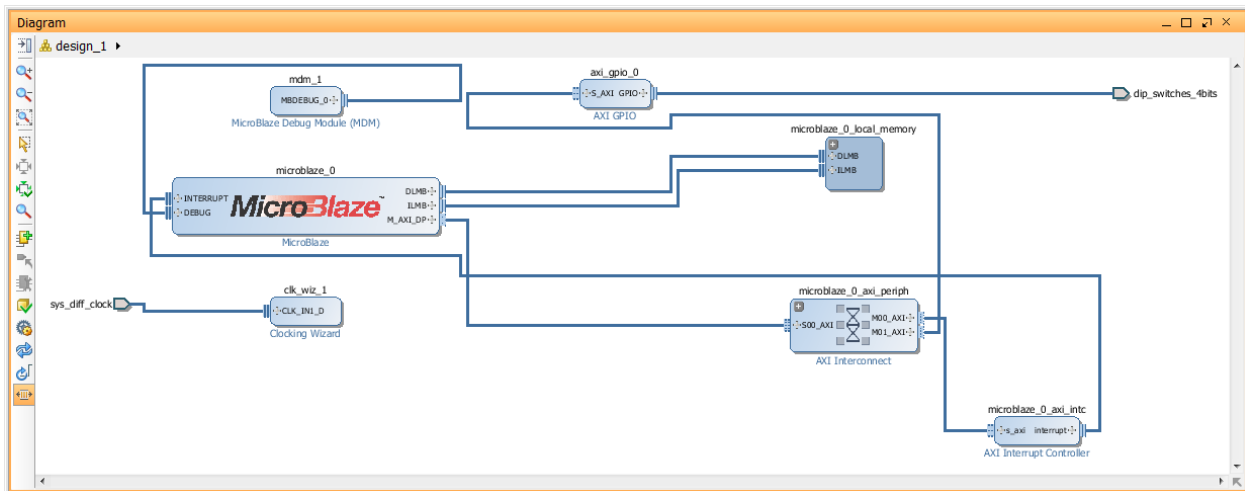 Diagram
design_1
mdm_1
MBDEBUG_0
MicroBlaze Debug Module (MDM)
axi_gpio_0
S_AXI GPIO
AXI GPIO
dip_switches_4bits
microblaze_0_local_memory
DLMB
ILMB
microblaze_0
INTERRUPT
DEBUG
MicroBlaze™
DLMB
ILMB
M_AXI_DP
MicroBlaze
sys_diff_clock
clk_wiz_1
CLK_IN1_D
Clocking Wizard
microblaze_0_axi_periph
S00_AXI
M00_AXI
M01_AXI
AXI Interconnect
microblaze_0_axi_intc
s_axi interrupt
AXI Interrupt Controller